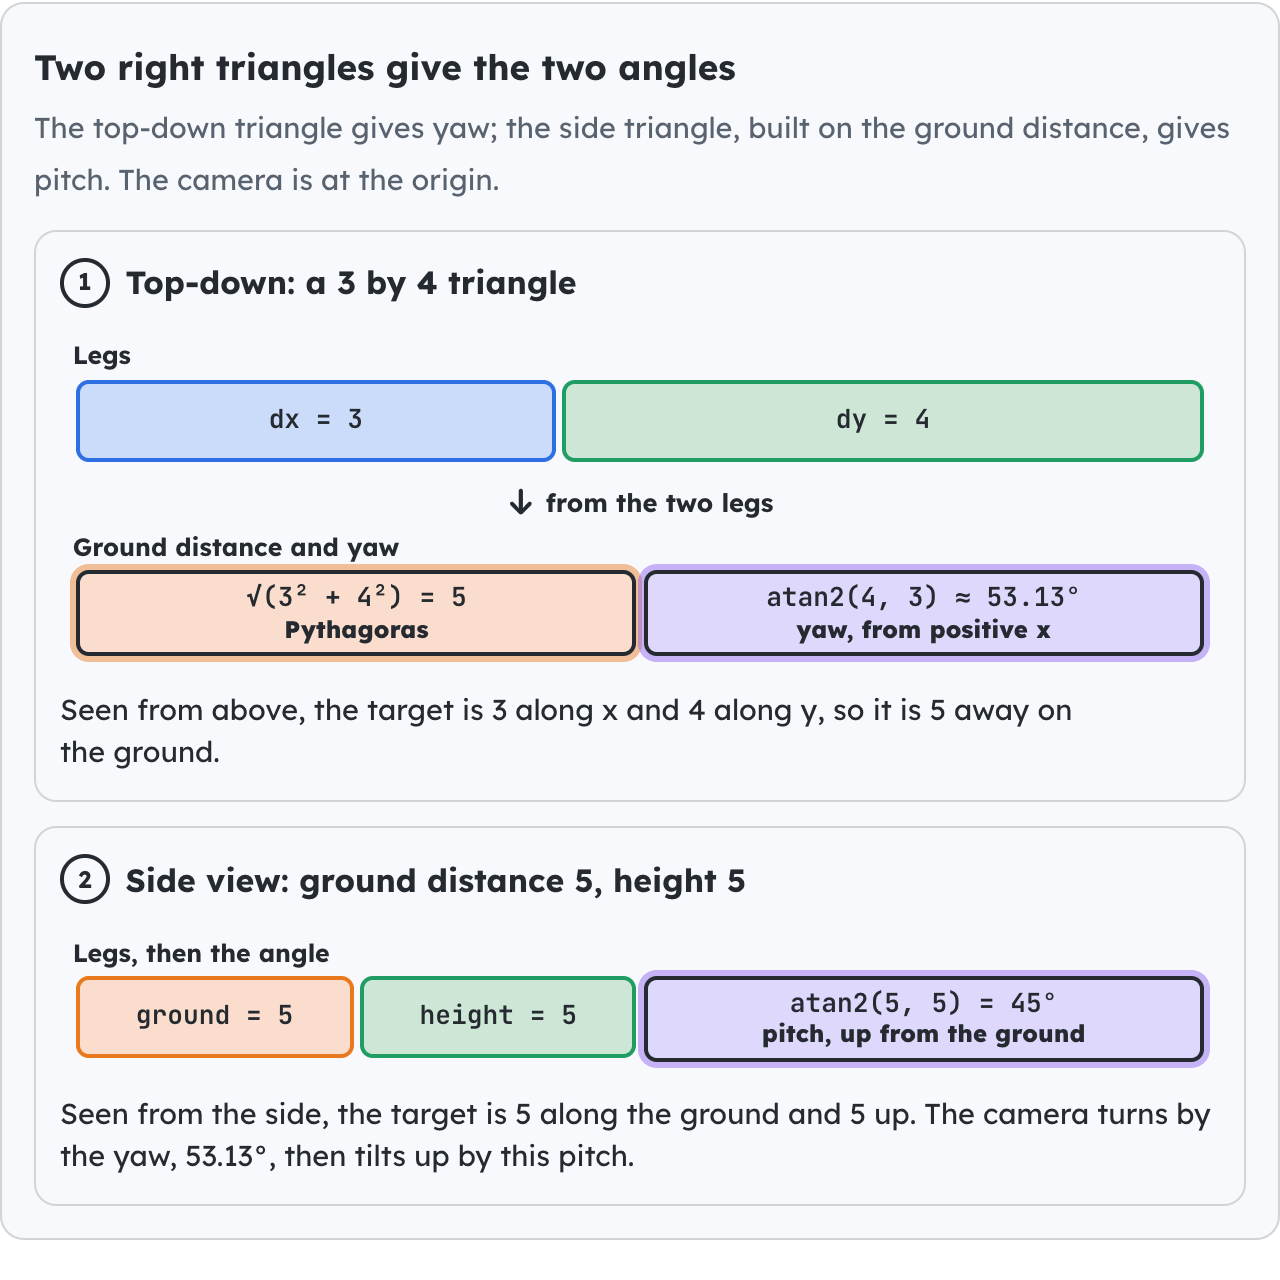 Two right triangles give the two angles
The top-down triangle gives yaw; the side triangle, built on the ground distance, gives
pitch. The camera is at the origin.
1 Top-down: a 3 by 4 triangle
Legs
dx = 3 dy = 4
↓ from the two legs
Ground distance and yaw
√(3² + 4²) = 5 atan2(4, 3) ≈ 53.13°
Pythagoras yaw, from positive x
Seen from above, the target is 3 along x and 4 along y, so it is 5 away on
the ground.
2 Side view: ground distance 5, height 5
Legs, then the angle
ground = 5 height = 5 atan2(5, 5) = 45°
pitch, up from the ground
Seen from the side, the target is 5 along the ground and 5 up. The camera turns by
the yaw, 53.13°, then tilts up by this pitch.